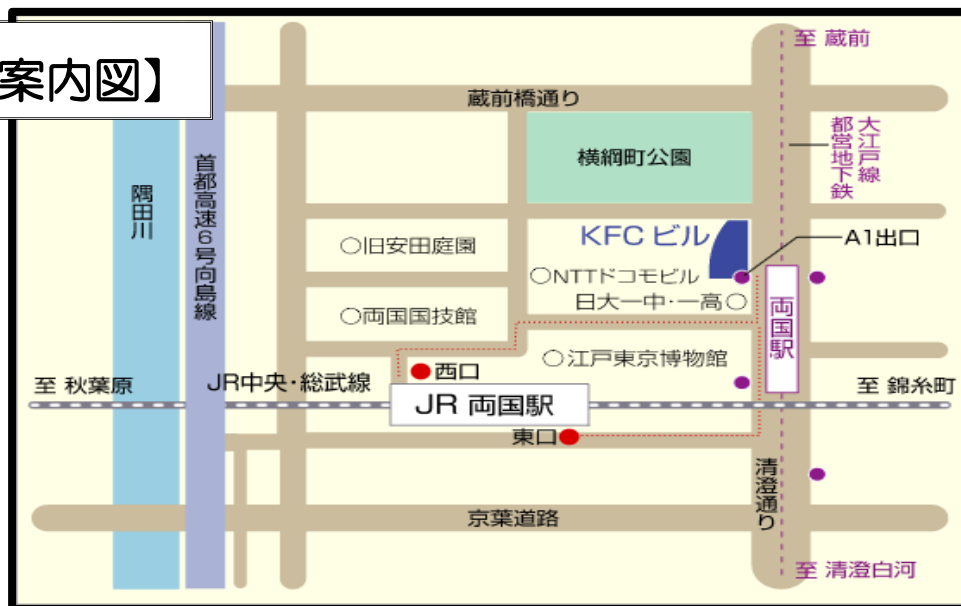 案内図】
至 蔵前
蔵前橋通り
大江戸線
都営地下鉄
横綱町公園
隅田川
首都高速6号向島線
KFC ビル
A1出口
○旧安田庭園
○NTTドコモビル
日大一中・一高○
両国駅
○両国国技館
○江戸東京博物館
西口
至 秋葉原
JR中央・総武線
至 錦糸町
JR 両国駅
東口
清澄通り
京葉道路
至 清澄白河